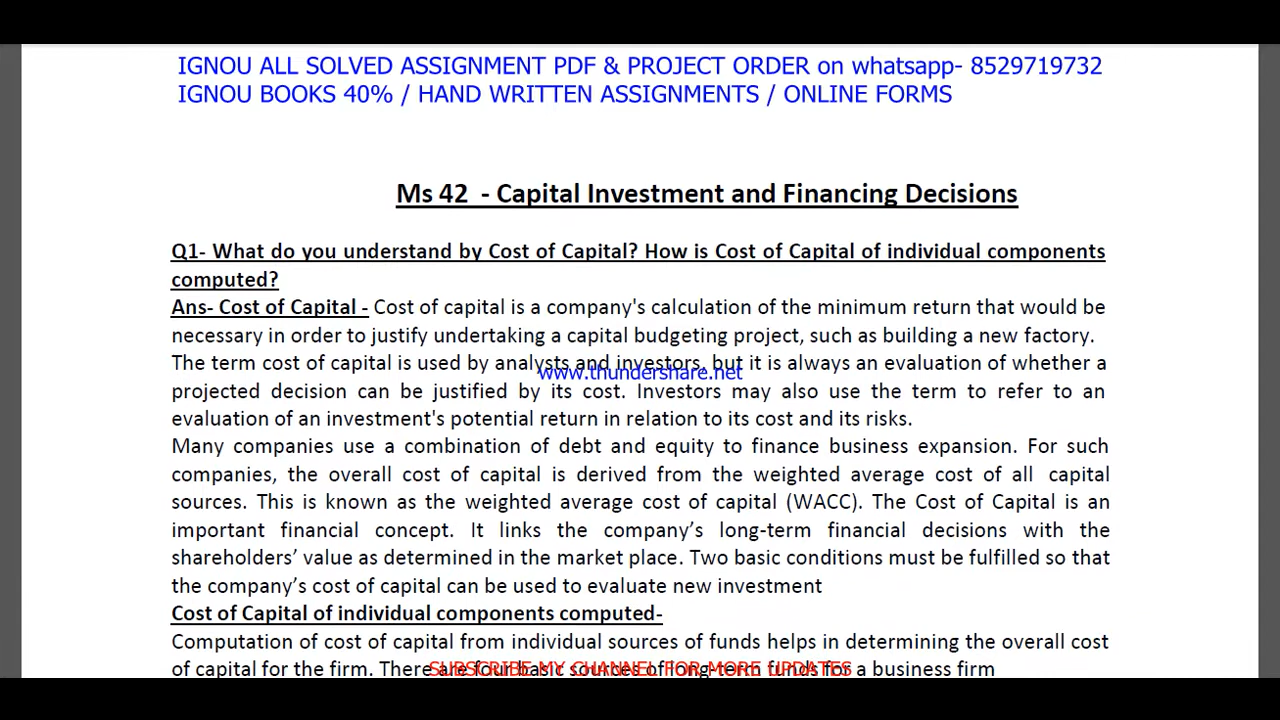 IGNOU ALL SOLVED ASSIGNMENT PDF & PROJECT ORDER on whatsapp- 8529719732
IGNOU BOOKS 40% / HAND WRITTEN ASSIGNMENTS / ONLINE FORMS
Ms 42 - Capital Investment and Financing Decisions
Q1- What do you understand by Cost of Capital? How is Cost of Capital of individual components
computed?
Ans- Cost of Capital - Cost of capital is a company's calculation of the minimum return that would be
necessary in order to justify undertaking a capital budgeting project, such as building a new factory.
The term cost of capital is used by analysts and investors, but it is always an evaluation of whether a
www.thundershare.net
projected decision can be justified by its cost. Investors may also use the term to refer to an
evaluation of an investment's potential return in relation to its cost and its risks.
Many companies use a combination of debt and equity to finance business expansion. For such
companies, the overall cost of capital is derived from the weighted average cost of all capital
sources. This is known as the weighted average cost of capital (WACC). The Cost of Capital is an
important financial concept. It links the company’s long-term financial decisions with the
shareholders’ value as determined in the market place. Two basic conditions must be fulfilled so that
the company’s cost of capital can be used to evaluate new investment
Cost of Capital of individual components computed-
Computation of cost of capital from individual sources of funds helps in determining the overall cost
of capital for the firm. There are four basic sources of long-term funds for a business firm
SUBSCRIBE MY CHANNEL FOR MORE UPDATES